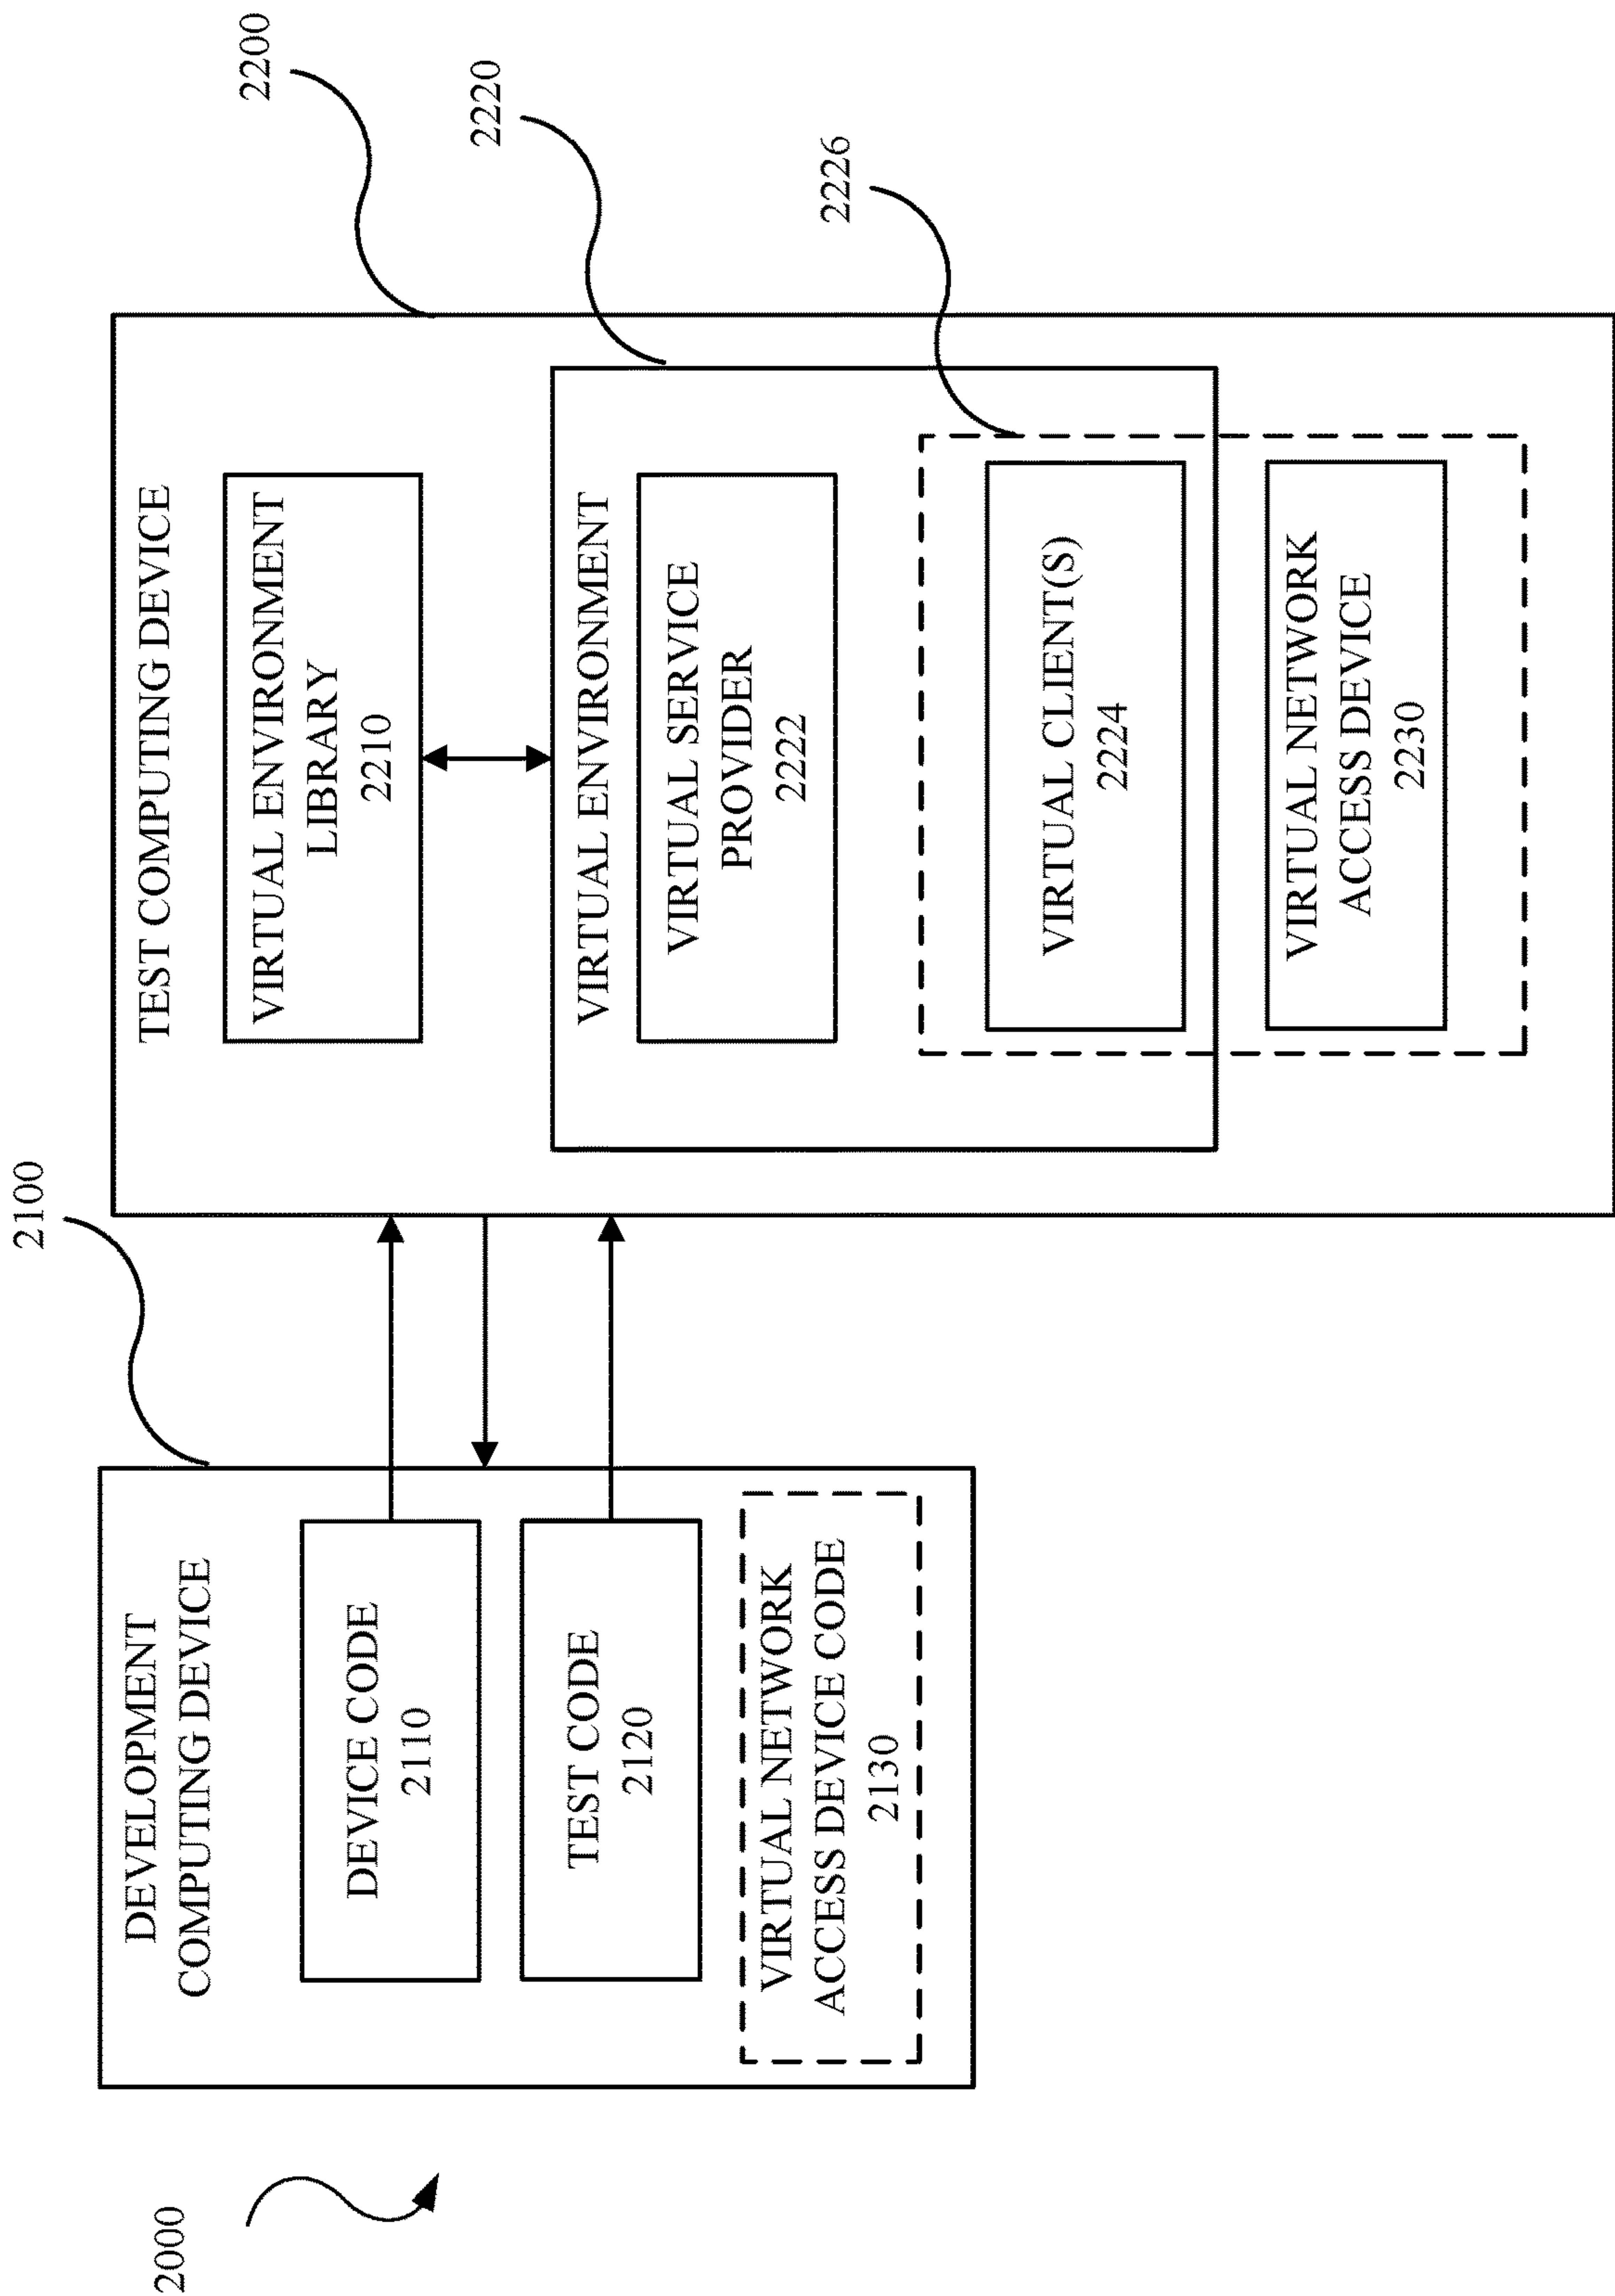 2000
2100
DEVELOPMENT
COMPUTING DEVICE
DEVICE CODE
2110
TEST CODE
2120
VIRTUAL NETWORK
ACCESS DEVICE CODE
2130
2200
TEST COMPUTING DEVICE
VIRTUAL ENVIRONMENT
LIBRARY
2210
2220
VIRTUAL ENVIRONMENT
VIRTUAL SERVICE
PROVIDER
2222
2226
VIRTUAL CLIENT(S)
2224
VIRTUAL NETWORK
ACCESS DEVICE
2230